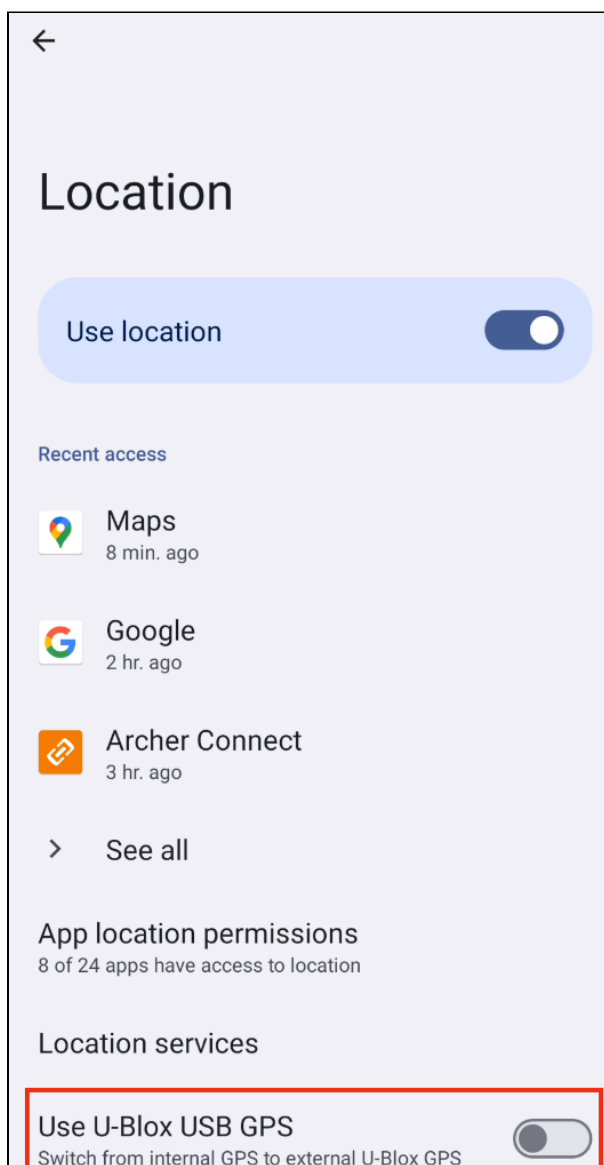 Location
Use location
Recent access
Maps
8 min. ago
Google
2 hr. ago
Archer Connect
3 hr. ago
See all
App location permissions
8 of 24 apps have access to location
Location services
Use U-Blox USB GPS
Switch from internal GPS to external U-Blox GPS